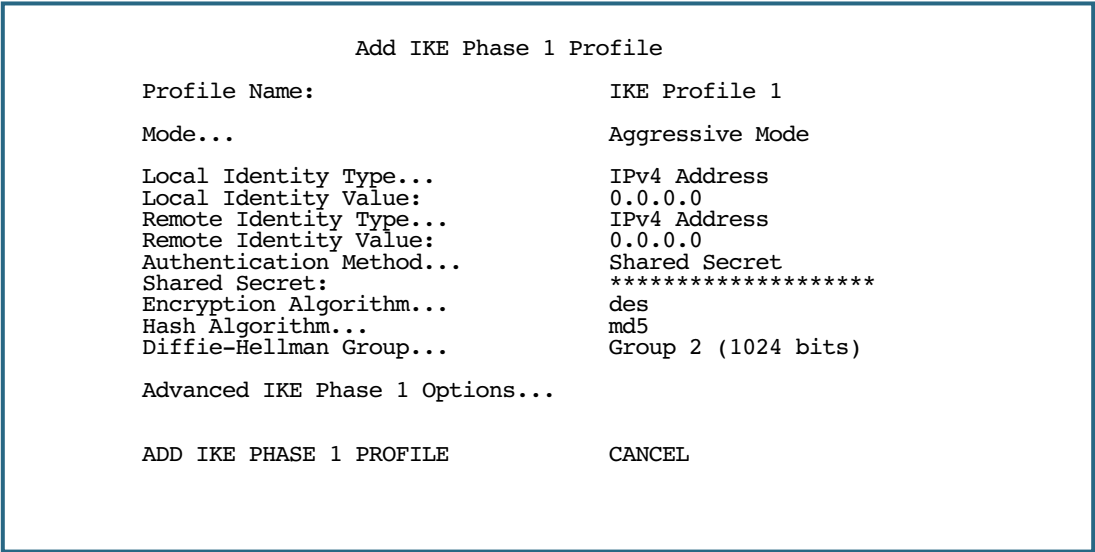 Add IKE Phase 1 Profile
Profile Name: IKE Profile 1
Mode... Aggressive Mode
Local Identity Type... IPv4 Address
Local Identity Value: 0.0.0.0
Remote Identity Type... IPv4 Address
Remote Identity Value: 0.0.0.0
Authentication Method... Shared Secret
Shared Secret: ********************
Encryption Algorithm... des
Hash Algorithm... md5
Diffie-Hellman Group... Group 2 (1024 bits)
Advanced IKE Phase 1 Options...
ADD IKE PHASE 1 PROFILE CANCEL